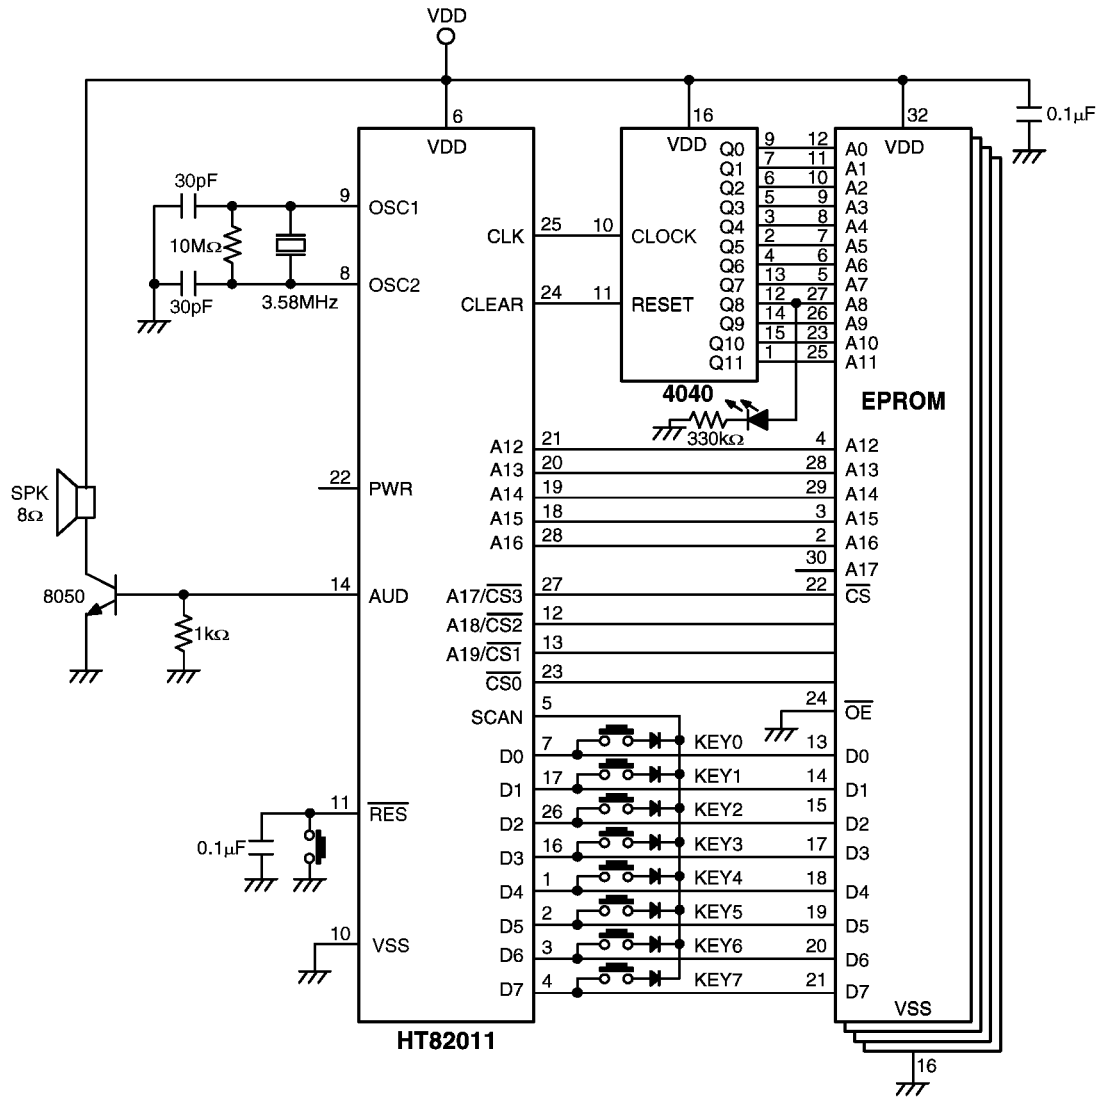 VDD
6
16
32
0.1µF
VDD
VDD
VDD
30pF
9
OSC1
10MΩ
8
OSC2
30pF
3.58MHz
CLK
25
10
CLOCK
CLEAR
24
11
RESET
Q0 9 12 A0
Q1 7 11 A1
Q2 6 10 A2
Q3 5 9 A3
Q4 3 8 A4
Q5 2 7 A5
Q6 4 6 A6
Q7 13 5 A7
Q8 12 27 A8
Q9 14 26 A9
Q10 15 23 A10
Q11 1 25 A11
4040
EPROM
330kΩ
A12 21 4 A12
A13 20 28 A13
A14 19 29 A14
A15 18 3 A15
A16 28 2 A16
30 A17
A17/C̅S̅3̅ 27 22 C̅S̅
A18/C̅S̅2̅ 12
A19/C̅S̅1̅ 13
C̅S̅0̅ 23
SCAN 5
24 O̅E̅
22
PWR
SPK
8Ω
8050
14
AUD
1kΩ
D0 7 KEY0 13 D0
D1 17 KEY1 14 D1
D2 26 KEY2 15 D2
D3 16 KEY3 17 D3
D4 1 KEY4 18 D4
D5 2 KEY5 19 D5
D6 3 KEY6 20 D6
D7 4 KEY7 21 D7
11
R̅E̅S̅
0.1µF
10
VSS
VSS
HT82011
16